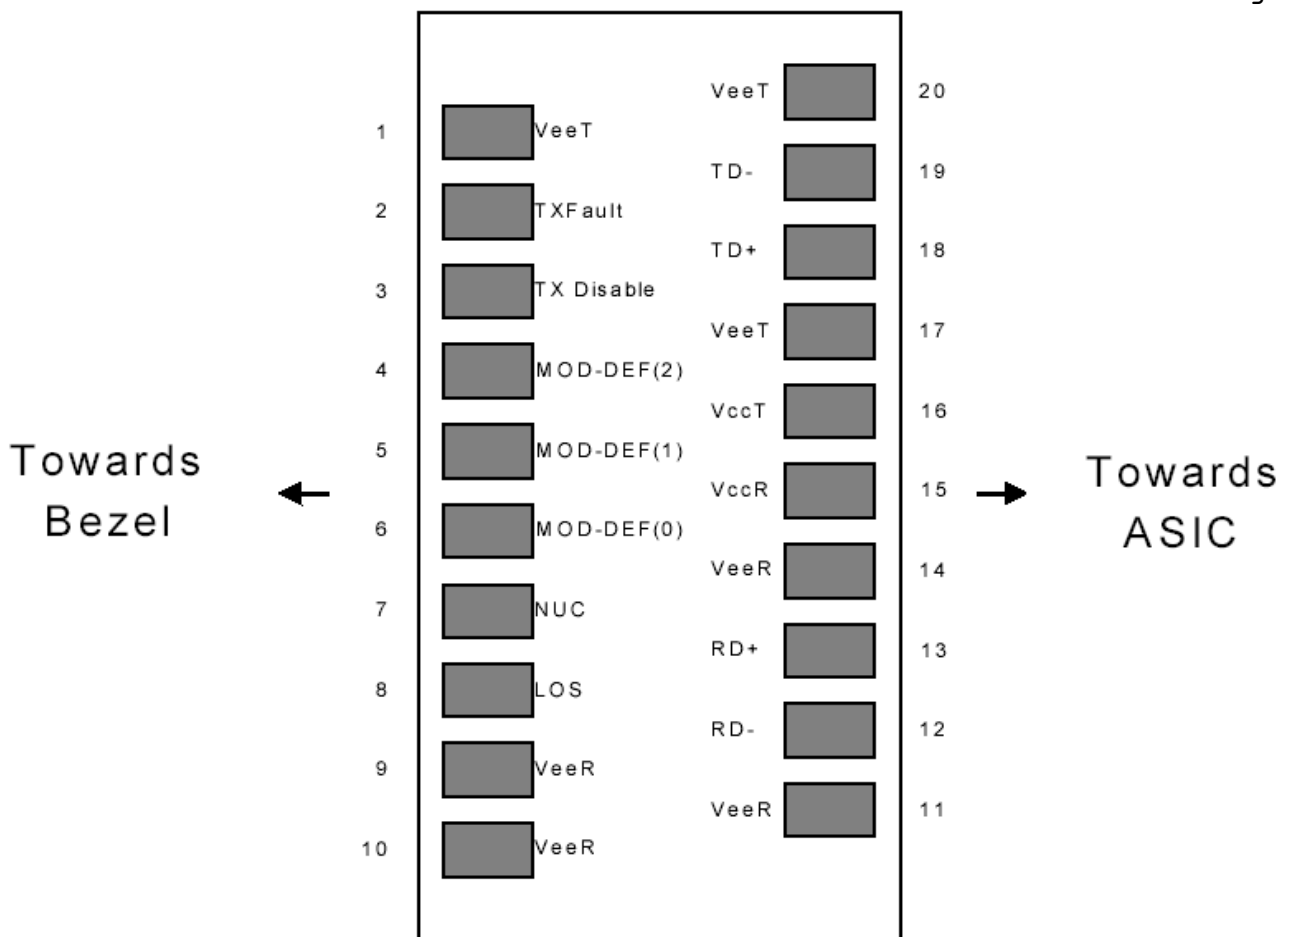 VeeT 20
1 VeeT
TD- 19
2 TXFault
TD+ 18
3 TX Disable
VeeT 17
4 MOD-DEF(2)
VccT 16
5 MOD-DEF(1)
VccR 15
6 MOD-DEF(0)
VeeR 14
7 NUC
RD+ 13
8 LOS
RD- 12
9 VeeR
VeeR 11
10 VeeR
Towards
Bezel
Towards
ASIC